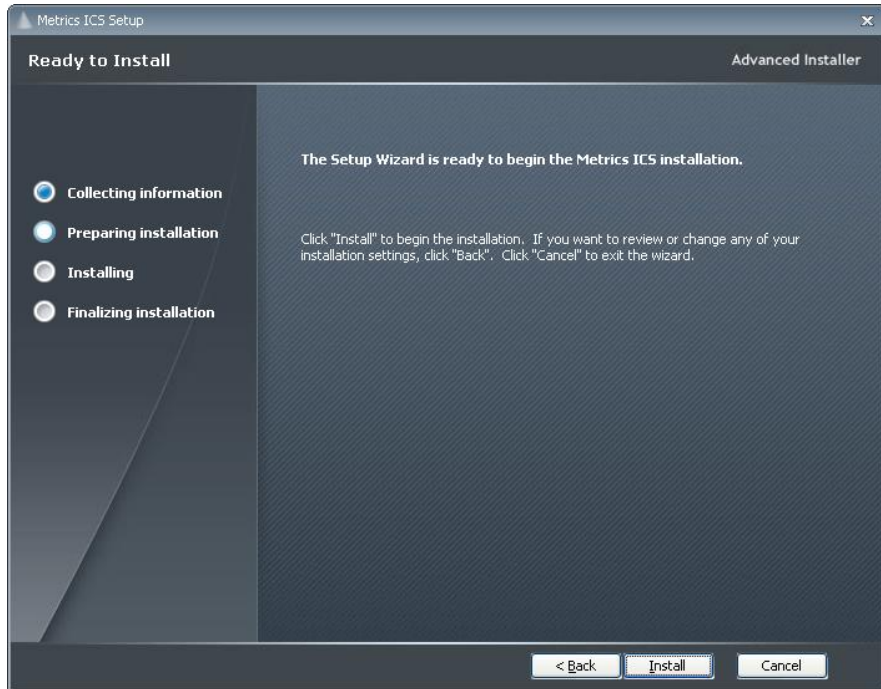 Metrics ICS Setup
Ready to Install
Advanced Installer
Collecting information
Preparing installation
Installing
Finalizing installation
The Setup Wizard is ready to begin the Metrics ICS installation.
Click "Install" to begin the installation.  If you want to review or change any of your
installation settings, click "Back".  Click "Cancel" to exit the wizard.
< Back
Install
Cancel